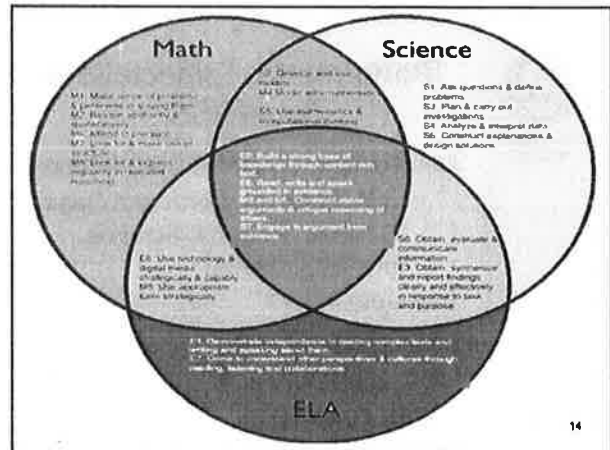 Math
Science
S2: Develop and use
models
M4: Model with mathematics
S5: Use mathematics &
computational thinking
M1: Make sense of problems
& persevere in solving them
M2: Reason abstractly &
quantitatively
M6: Attend to precision
M7: Look for & make use of
structure
M8: Look for & express
regularity in repeated
reasoning
S1: Ask questions & define
problems
S3: Plan & carry out
investigations
S4: Analyze & interpret data
S6: Construct explanations &
design solutions
E2: Build a strong base of
knowledge through content rich
text
E5: Read, write and speak
grounded in evidence
M3 and E4: Construct viable
arguments & critique reasoning of
others
S7: Engage in argument from
evidence
E6: Use technology &
digital media
strategically & capably
M5: Use appropriate
tools strategically
S8: Obtain, evaluate &
communicate
information
E3: Obtain, synthesize
and report findings
clearly and effectively
in response to task
and purpose
E1: Demonstrate independence in reading complex texts and
writing and speaking about them
E7: Come to understand other perspectives & cultures through
reading, listening and collaborations
ELA
14